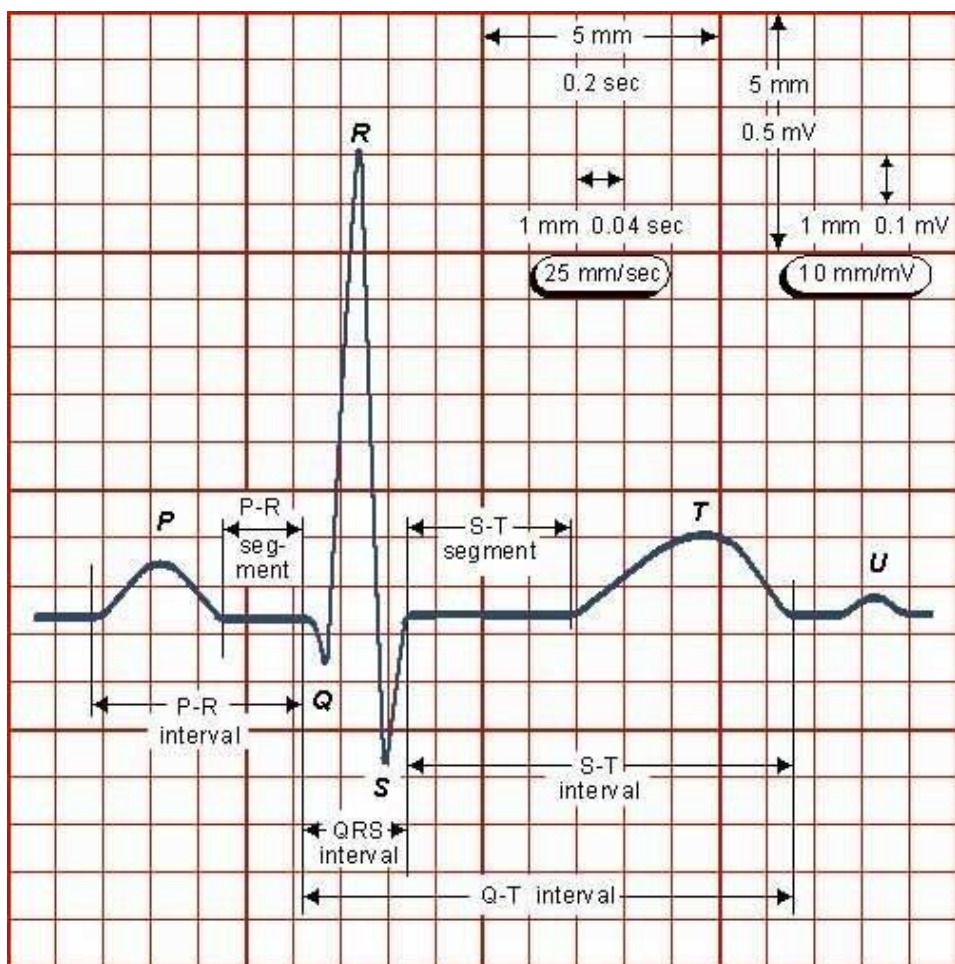 5 mm
0.2 sec
5 mm
0.5 mV
R
1 mm 0.04 sec
1 mm 0.1 mV
25 mm/sec
10 mm/mV
P
P-R
seg-
ment
S-T
segment
T
U
Q
P-R
interval
S
S-T
interval
QRS
interval
Q-T interval